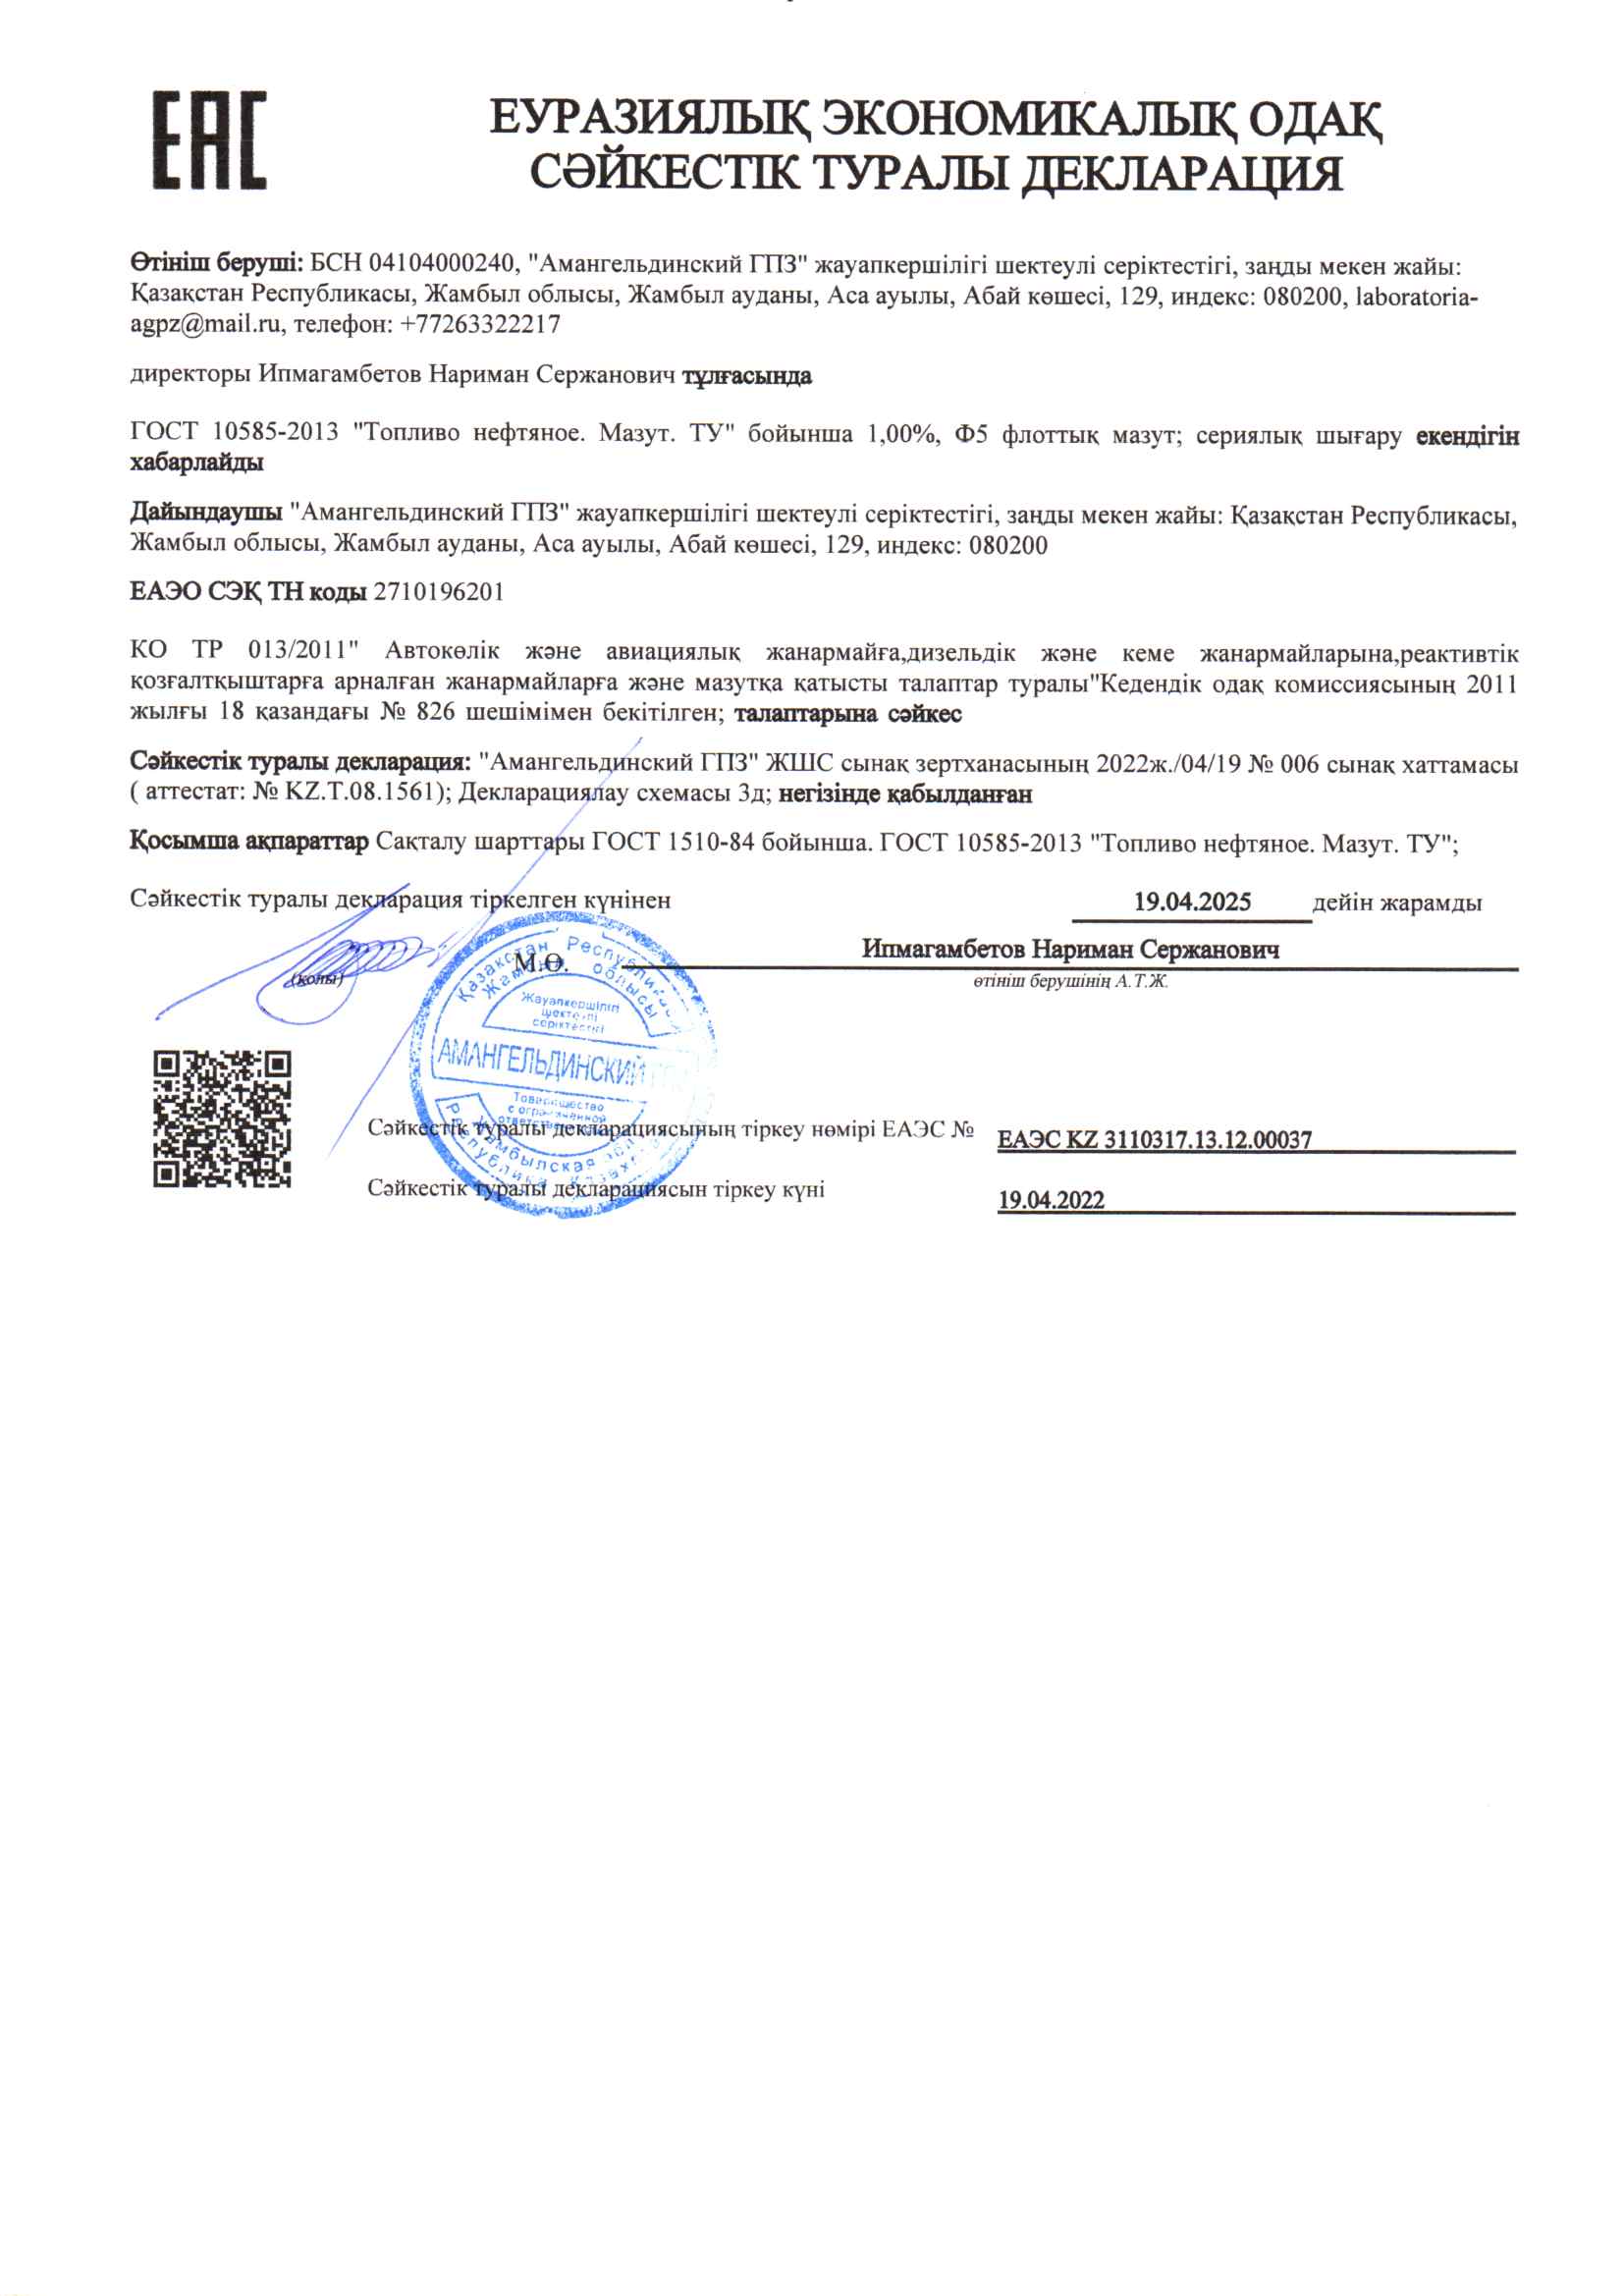 EAC
ЕУРАЗИЯЛЫҚ ЭКОНОМИКАЛЫҚ ОДАҚ
СӘЙКЕСТІК ТУРАЛЫ ДЕКЛАРАЦИЯ
Өтініш беруші: БСН 04104000240, "Амангельдинский ГПЗ" жауапкершілігі шектеулі серіктестігі, заңды мекен жайы:
Қазақстан Республикасы, Жамбыл облысы, Жамбыл ауданы, Аса ауылы, Абай көшесі, 129, индекс: 080200, laboratoria-
agpz@mail.ru, телефон: +77263322217
директоры Ипмагамбетов Нариман Сержанович тұлғасында
ГОСТ 10585-2013 "Топливо нефтяное. Мазут. ТУ" бойынша 1,00%, Ф5 флоттық мазут; сериялық шығару екендігін
хабарлайды
Дайындаушы "Амангельдинский ГПЗ" жауапкершілігі шектеулі серіктестігі, заңды мекен жайы: Қазақстан Республикасы,
Жамбыл облысы, Жамбыл ауданы, Аса ауылы, Абай көшесі, 129, индекс: 080200
ЕАЭО СЭҚ ТН коды 2710196201
КО ТР 013/2011" Автокөлік және авиациялық жанармайға,дизельдік және кеме жанармайларына,реактивтік
қозғалтқыштарға арналған жанармайларға және мазутқа қатысты талаптар туралы"Кедендік одақ комиссиясының 2011
жылғы 18 қазандағы № 826 шешімімен бекітілген; талаптарына сәйкес
Сәйкестік туралы декларация: "Амангельдинский ГПЗ" ЖШС сынақ зертханасының 2022ж./04/19 № 006 сынақ хаттамасы
( аттестат: № KZ.T.08.1561); Декларациялау схемасы 3д; негізінде қабылданған
Қосымша ақпараттар Сақталу шарттары ГОСТ 1510-84 бойынша. ГОСТ 10585-2013 "Топливо нефтяное. Мазут. ТУ";
Сәйкестік туралы декларация тіркелген күнінен 19.04.2025 дейін жарамды
М.О. Ипмагамбетов Нариман Сержанович
(колы) өтініш берушінің А.Т.Ж.
Қазақстан Республикасы
Жамбыл облысы
Жауапкершілігі
шектеулі
серіктестігі
АМАНГЕЛЬДИНСКИЙ
Товарищество
с ограниченной
Жамбылская
Республика
Сәйкестік туралы декларациясының тіркеу нөмірі ЕАЭС № ЕАЭС KZ 3110317.13.12.00037
Сәйкестік туралы декларациясын тіркеу күні 19.04.2022